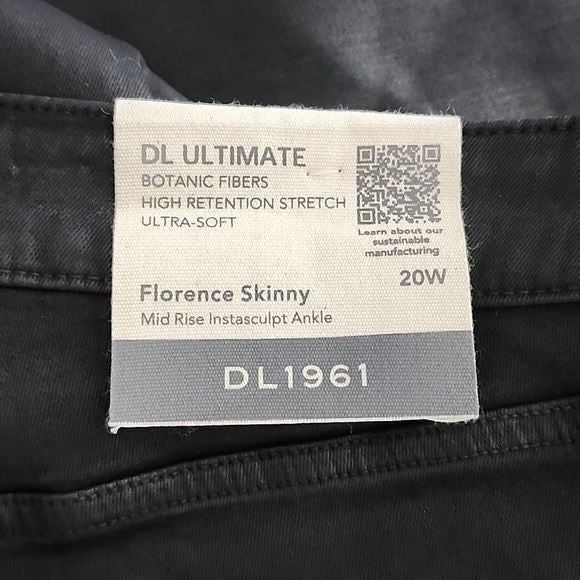 DL ULTIMATE
BOTANIC FIBERS
HIGH RETENTION STRETCH
ULTRA-SOFT
Learn about our
sustainable
manufacturing
20W
Florence Skinny
Mid Rise Instasculpt Ankle
DL1961